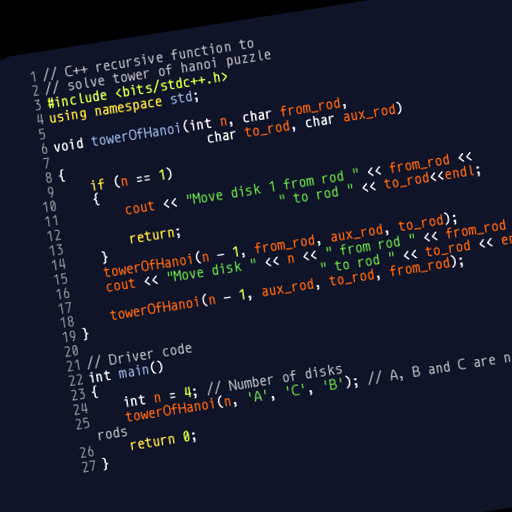 1 // C++ recursive function to
2 // solve tower of hanoi puzzle
3 #include <bits/stdc++.h>
4 using namespace std;
5
6 void towerOfHanoi(int n, char from_rod,
7 char to_rod, char aux_rod)
8 {
9 if (n == 1)
10 {
11 cout << "Move disk 1 from rod " << from_rod <<
12 " to rod " << to_rod<<endl;
13 return;
14 }
15 towerOfHanoi(n - 1, from_rod, aux_rod, to_rod);
16 cout << "Move disk " << n << " from rod " << from_rod
17 " to rod " << to_rod <<
18 towerOfHanoi(n - 1, aux_rod, to_rod, from_rod);
19 }
20
21 // Driver code
22 int main()
23 {
24 int n = 4; // Number of disks
25 towerOfHanoi(n, 'A', 'C', 'B'); // A, B and C are
rods
26 return 0;
27 }